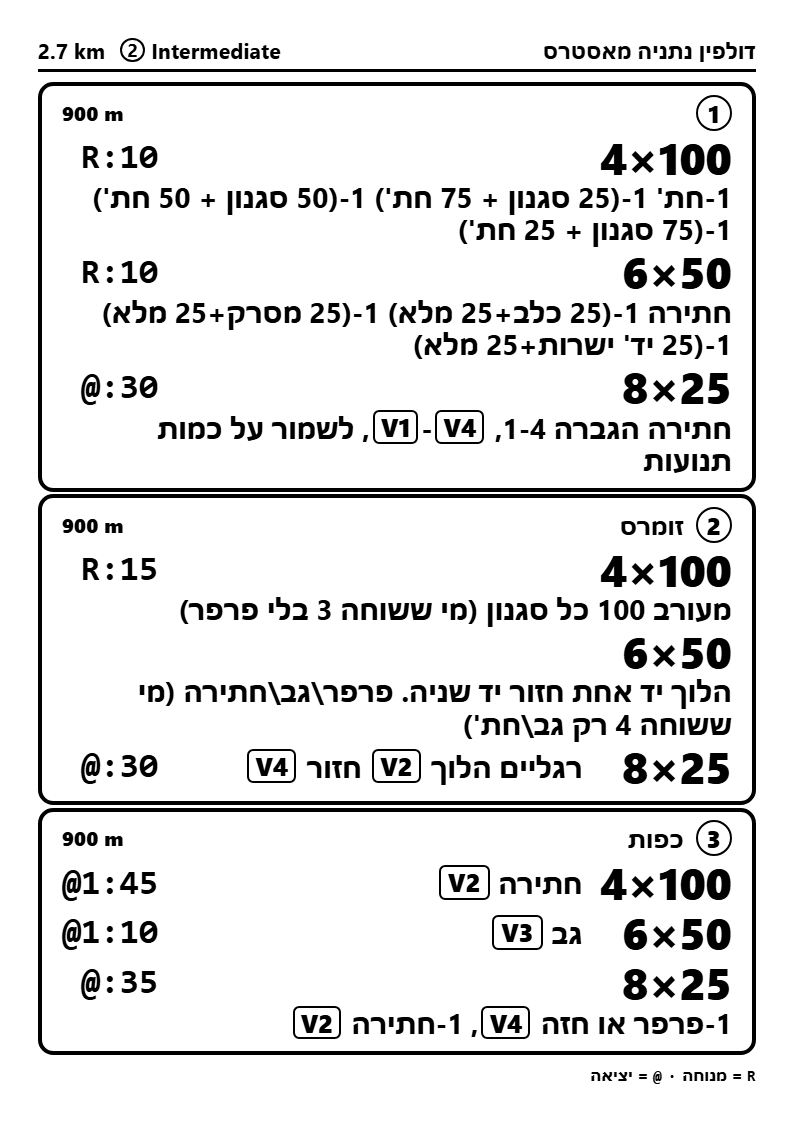 דולפין נתניה מאסטרס 2.7 km ② Intermediate
① 900 m
4×100 R:10
1-חת' 1-(25 סגנון + 75 חת') 1-(50 סגנון + 50 חת')
1-(75 סגנון + 25 חת')
6×50 R:10
חתירה 1-(25 כלב+25 מלא) 1-(25 מסרק+25 מלא)
1-(25 יד' ישרות+25 מלא)
8×25 @:30
חתירה הגברה 1-4, V1-V4, לשמור על כמות
תנועות
② זומרס 900 m
4×100 R:15
מעורב 100 כל סגנון (מי ששוחה 3 בלי פרפר)
6×50
הלוך יד אחת חזור יד שניה. פרפר\גב\חתירה (מי
ששוחה 4 רק גב\חת')
8×25 רגליים הלוך V2 חזור V4 @:30
③ כפות 900 m
4×100 חתירה V2 @1:45
6×50 גב V3 @1:10
8×25 @:35
1-פרפר או חזה V4, 1-חתירה V2
R = מנוחה · @ = יציאה